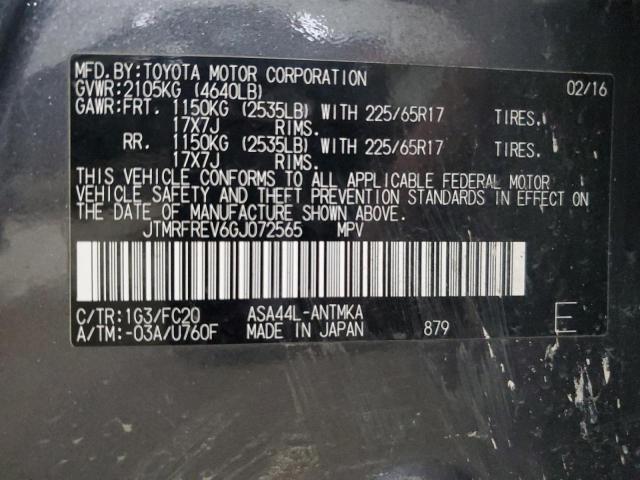 MFD.BY:TOYOTA MOTOR CORPORATION 02/16
GVWR:2105KG (4640LB)
GAWR:FRT. 1150KG (2535LB) WITH 225/65R17 TIRES.
17X7J RIMS.
RR. 1150KG (2535LB) WITH 225/65R17 TIRES.
17X7J RIMS.
THIS VEHICLE CONFORMS TO ALL APPLICABLE FEDERAL MOTOR
VEHICLE SAFETY AND THEFT PREVENTION STANDARDS IN EFFECT ON
THE DATE OF MANUFACTURE SHOWN ABOVE.
JTMRFREV6GJ072565 MPV
C/TR:1G3/FC20 ASA44L-ANTMKA
A/TM:-03A/U760F MADE IN JAPAN 879 E